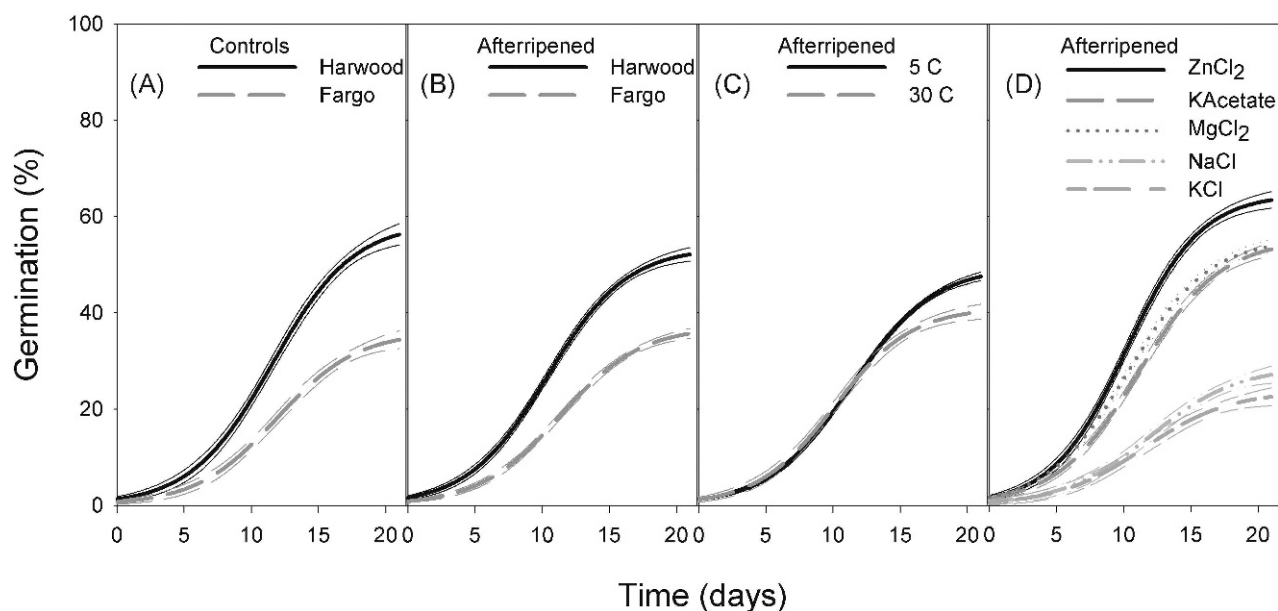 Germination (%)
100
80
60
40
20
0
(A)
Controls
Harwood
Fargo
0 5 10 15 20
(B)
Afterripened
Harwood
Fargo
0 5 10 15 20
(C)
Afterripened
5 C
30 C
0 5 10 15 20
(D)
Afterripened
ZnCl₂
KAcetate
MgCl₂
NaCl
KCl
0 5 10 15 20
Time (days)